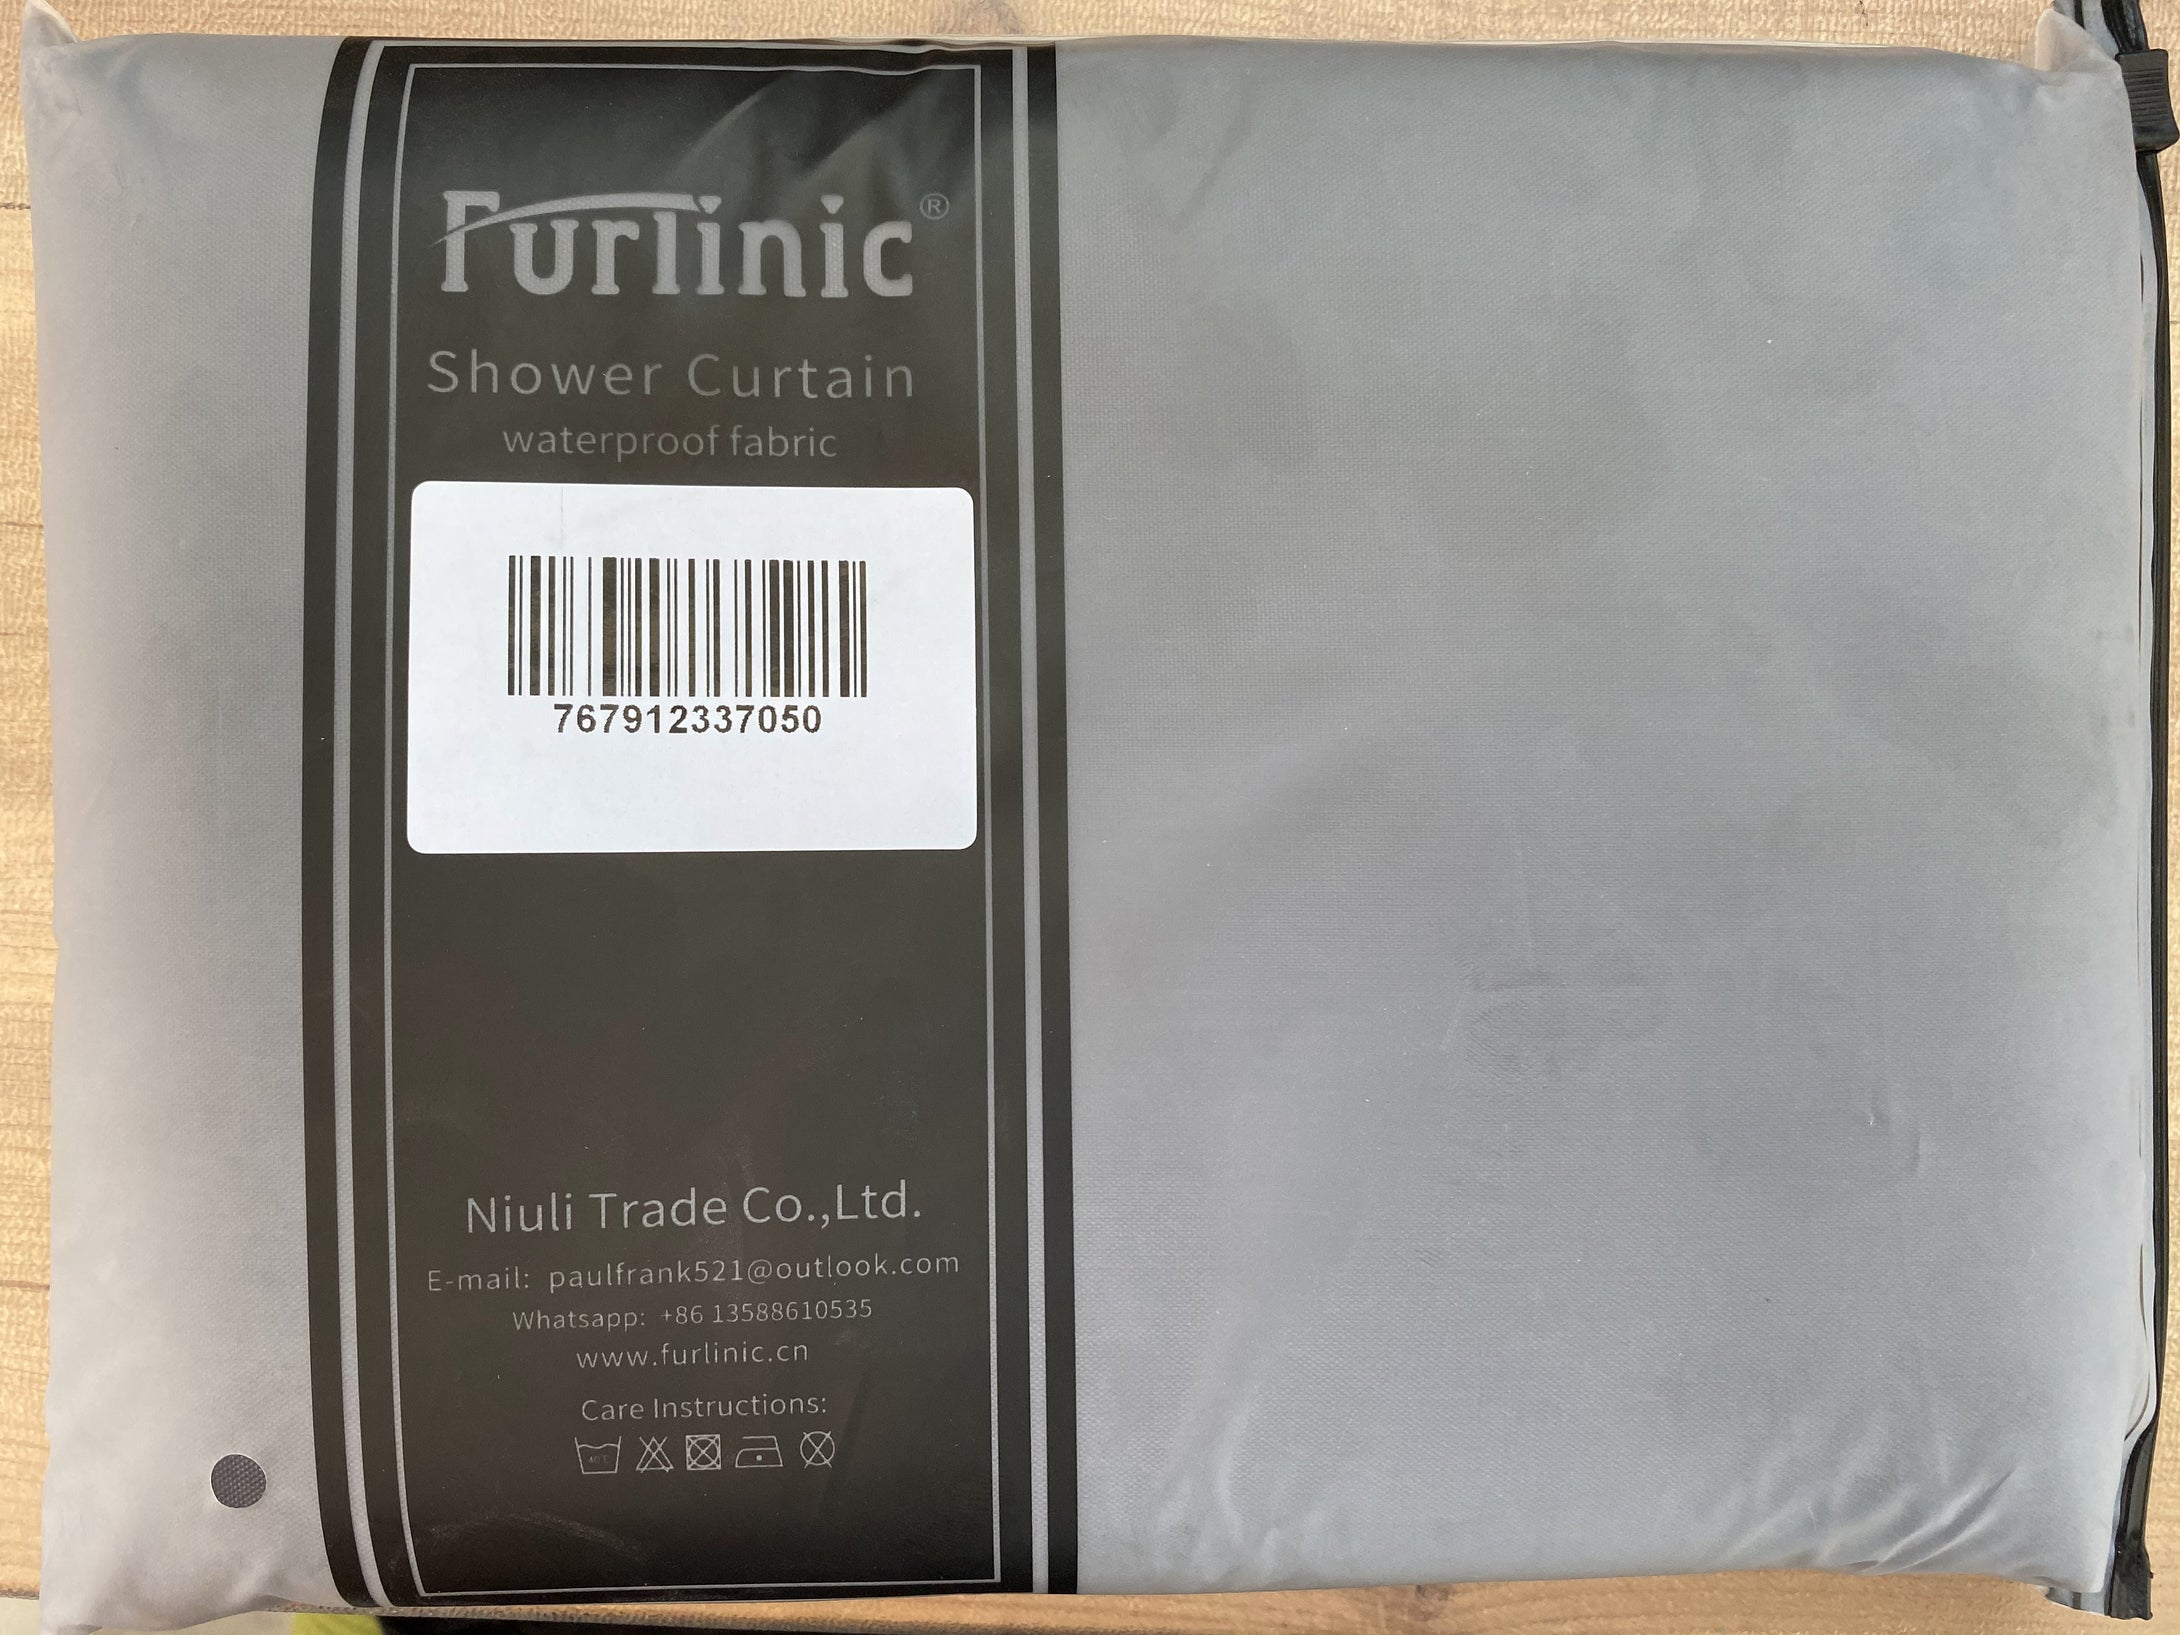 Furlinic®
Shower Curtain
waterproof fabric
767912337050
Niuli Trade Co.,Ltd.
E-mail: paulfrank521@outlook.com
Whatsapp: +86 13588610535
www.furlinic.cn
Care Instructions:
40°C